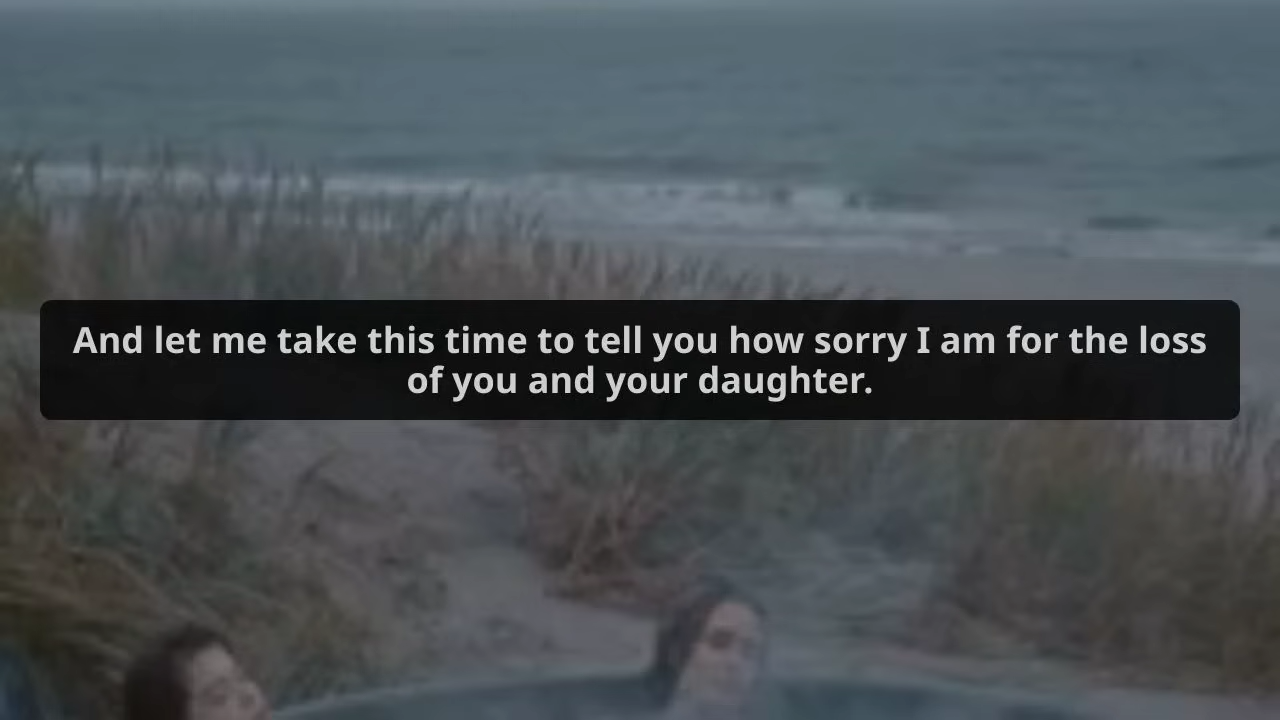 And let me take this time to tell you how sorry I am for the loss
of you and your daughter.